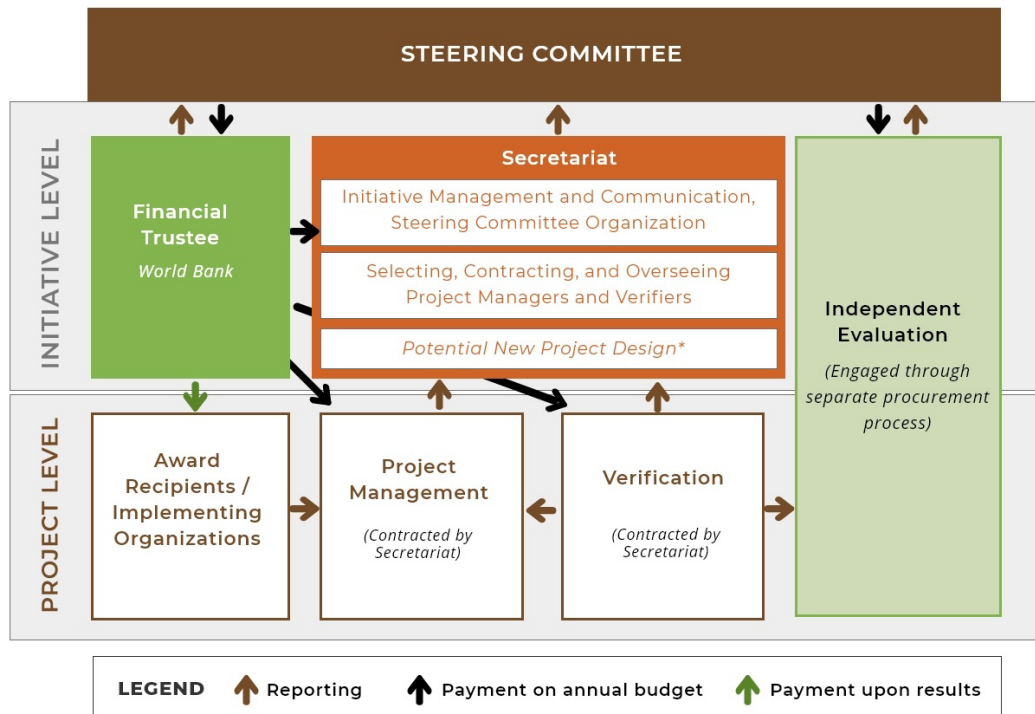 STEERING COMMITTEE
INITIATIVE LEVEL
Financial
Trustee
World Bank
Secretariat
Initiative Management and Communication,
Steering Committee Organization
Selecting, Contracting, and Overseeing
Project Managers and Verifiers
Potential New Project Design*
Independent
Evaluation
(Engaged through
separate procurement
process)
PROJECT LEVEL
Award
Recipients /
Implementing
Organizations
Project
Management
(Contracted by
Secretariat)
Verification
(Contracted by
Secretariat)
LEGEND
Reporting
Payment on annual budget
Payment upon results